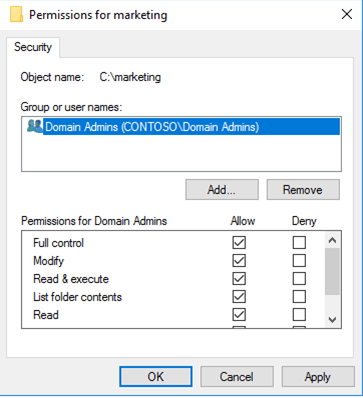 Permissions for marketing
Security
Object name: C:\marketing
Group or user names:
Domain Admins (CONTOSO\Domain Admins)
Add... Remove
Permissions for Domain Admins Allow Deny
Full control
Modify
Read & execute
List folder contents
Read
OK Cancel Apply